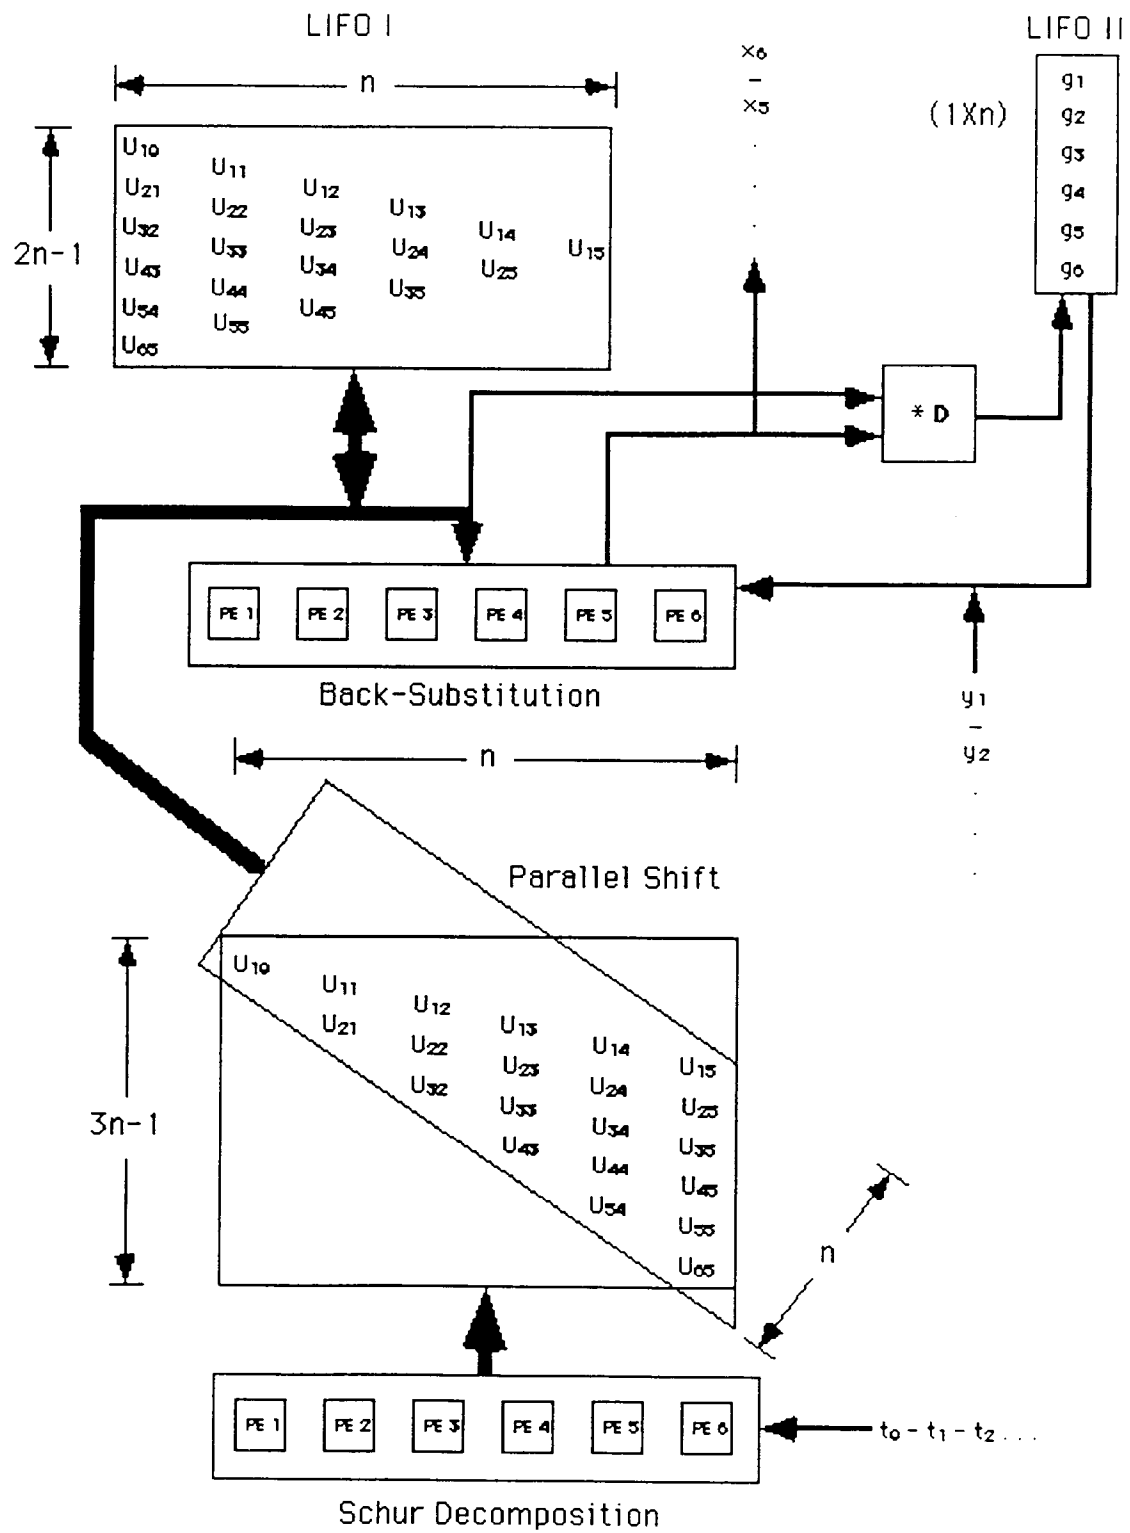 LIFO I
LIFO II
n
x6
-
x5
.
.
.
(1Xn)
g1
g2
g3
g4
g5
g6
2n-1
U10
U11
U21
U12
U22
U13
U32
U23
U14
U33
U24
U15
U43
U34
U25
U44
U35
U54
U45
U55
U65
* D
PE 1 PE 2 PE 3 PE 4 PE 5 PE 6
Back-Substitution
y1
-
y2
.
.
.
n
Parallel Shift
3n-1
U10
U11
U12
U21
U13
U22
U14
U23
U15
U32
U24
U33
U25
U34
U43
U35
U44
U45
U54
U55
U65
n
PE 1 PE 2 PE 3 PE 4 PE 5 PE 6
t0 - t1 - t2 ...
Schur Decomposition